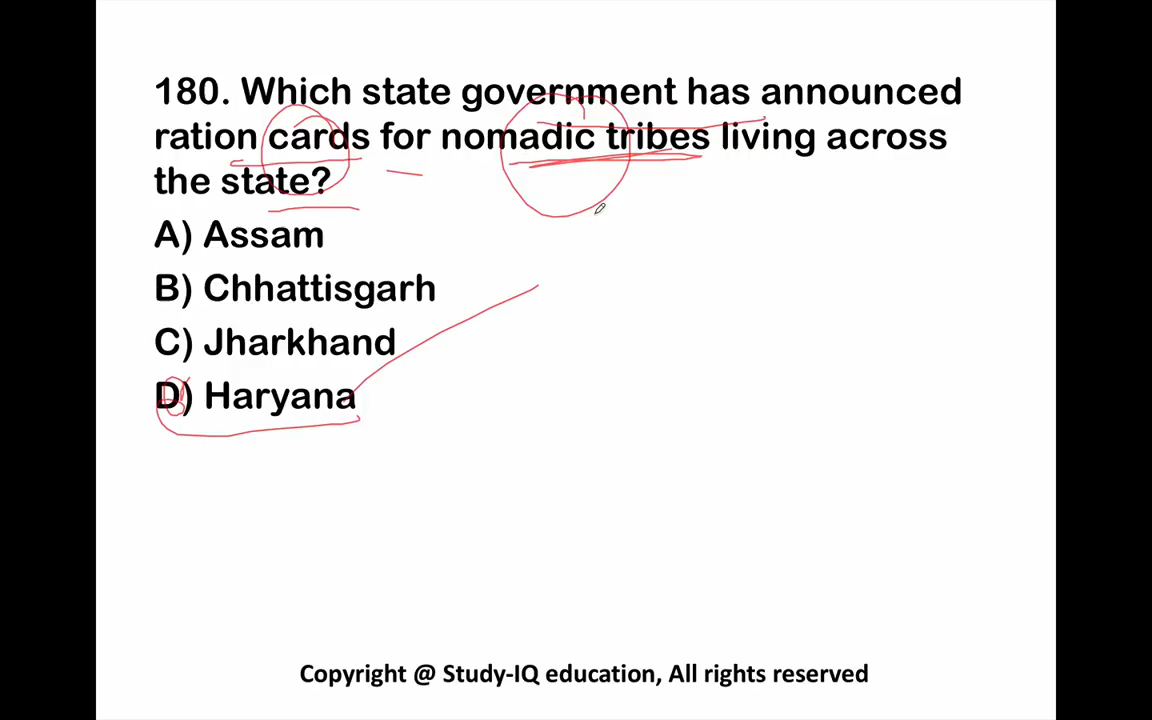 180. Which state government has announced
ration cards for nomadic tribes living across
the state?
A) Assam
B) Chhattisgarh
C) Jharkhand
D) Haryana
Copyright @ Study-IQ education, All rights reserved